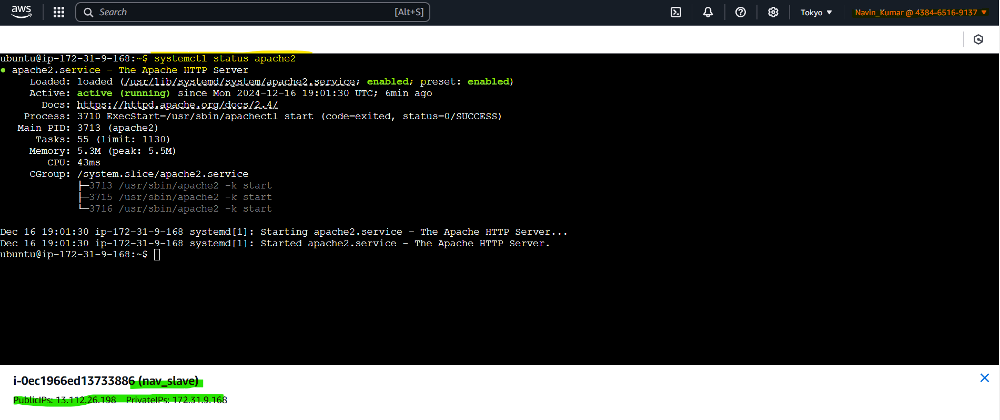 aws
Search [Alt+S] Tokyo Navin_Kumar @ 4384-6516-9137
ubuntu@ip-172-31-9-168:~$ systemctl status apache2
● apache2.service - The Apache HTTP Server
     Loaded: loaded (/usr/lib/systemd/system/apache2.service; enabled; preset: enabled)
     Active: active (running) since Mon 2024-12-16 19:01:30 UTC; 6min ago
       Docs: https://httpd.apache.org/docs/2.4/
    Process: 3710 ExecStart=/usr/sbin/apachectl start (code=exited, status=0/SUCCESS)
   Main PID: 3713 (apache2)
      Tasks: 55 (limit: 1130)
     Memory: 5.3M (peak: 5.5M)
        CPU: 43ms
     CGroup: /system.slice/apache2.service
             ├─3713 /usr/sbin/apache2 -k start
             ├─3715 /usr/sbin/apache2 -k start
             └─3716 /usr/sbin/apache2 -k start
Dec 16 19:01:30 ip-172-31-9-168 systemd[1]: Starting apache2.service - The Apache HTTP Server...
Dec 16 19:01:30 ip-172-31-9-168 systemd[1]: Started apache2.service - The Apache HTTP Server.
ubuntu@ip-172-31-9-168:~$
i-0ec1966ed13733886 (nav_slave)
PublicIPs: 13.112.26.198 PrivateIPs: 172.31.9.168